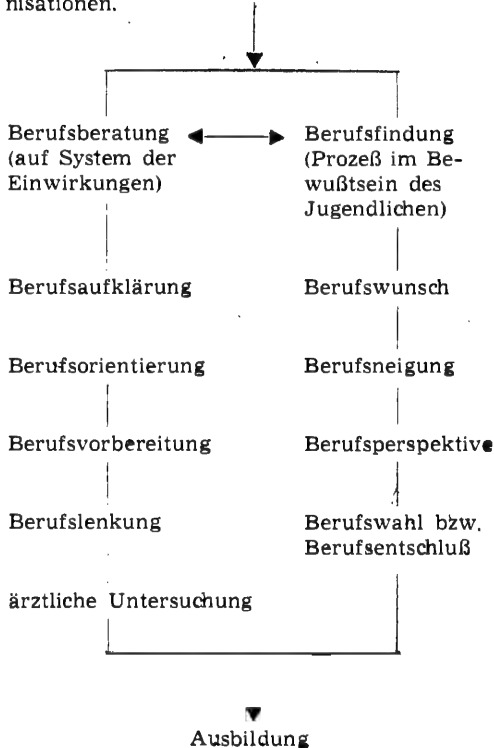 nisationen.
Berufsberatung
(auf System der
Einwirkungen)
Berufsfindung
(Prozeß im Be-
wußtsein des
Jugendlichen)
Berufsaufklärung
Berufswunsch
Berufsorientierung
Berufsneigung
Berufsvorbereitung
Berufsperspektive
Berufslenkung
Berufswahl bzw.
Berufsentschluß
ärztliche Untersuchung
Ausbildung